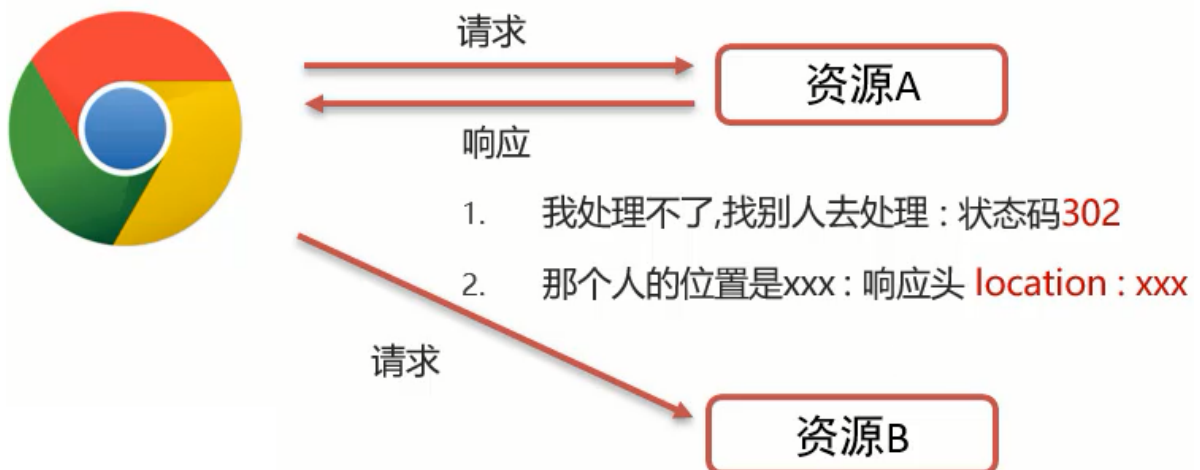 请求
资源A
响应
1. 我处理不了,找别人去处理：状态码302
2. 那个人的位置是xxx：响应头 location：xxx
请求
资源B